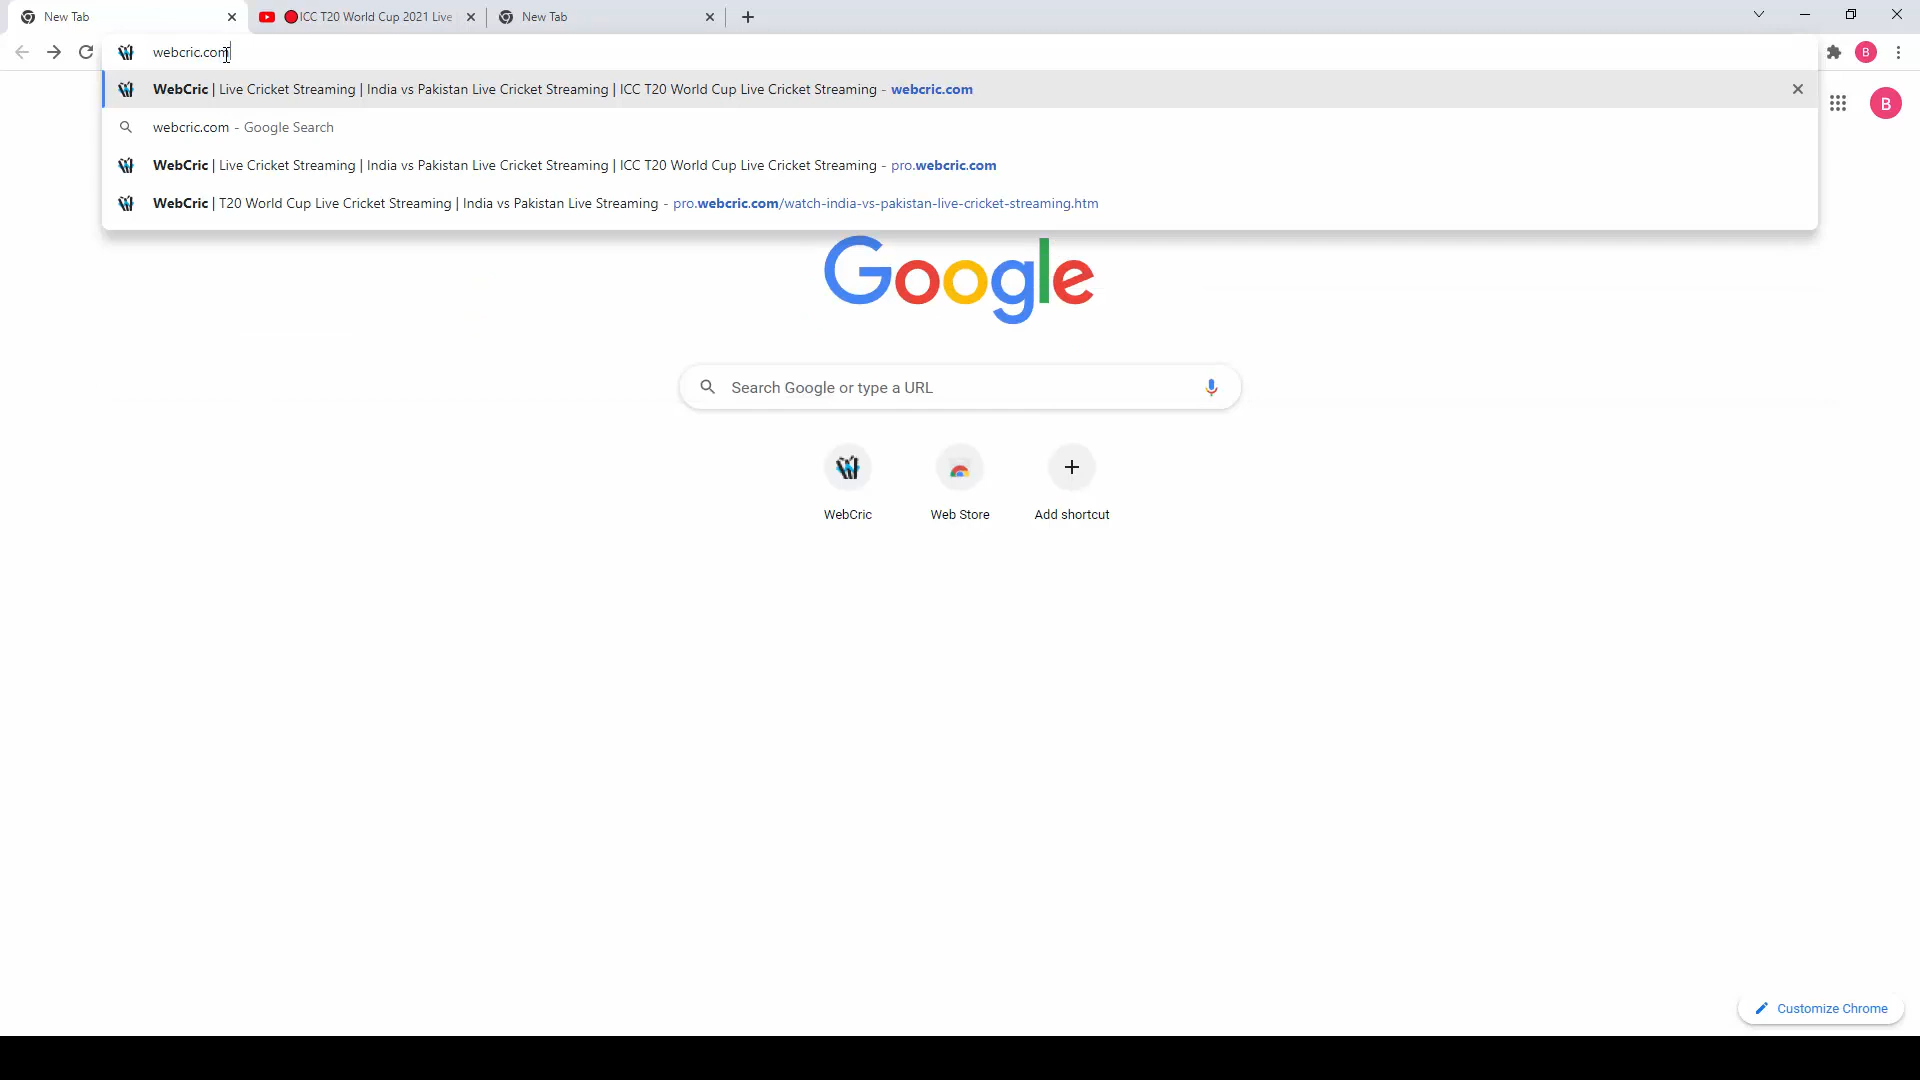 New Tab
ICC T20 World Cup 2021 Live
New Tab
webcric.com
B
WebCric | Live Cricket Streaming | India vs Pakistan Live Cricket Streaming | ICC T20 World Cup Live Cricket Streaming - webcric.com
webcric.com - Google Search
B
WebCric | Live Cricket Streaming | India vs Pakistan Live Cricket Streaming | ICC T20 World Cup Live Cricket Streaming - pro.webcric.com
WebCric | T20 World Cup Live Cricket Streaming | India vs Pakistan Live Streaming - pro.webcric.com/watch-india-vs-pakistan-live-cricket-streaming.htm
Google
Search Google or type a URL
WebCric
Web Store
Add shortcut
Customize Chrome